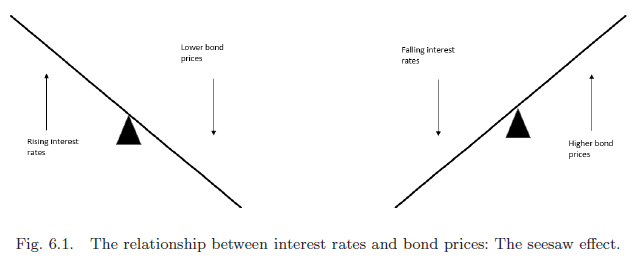 Lower bond
prices
Rising interest
rates
Falling interest
rates
Higher bond
prices
Fig. 6.1. The relationship between interest rates and bond prices: The seesaw effect.